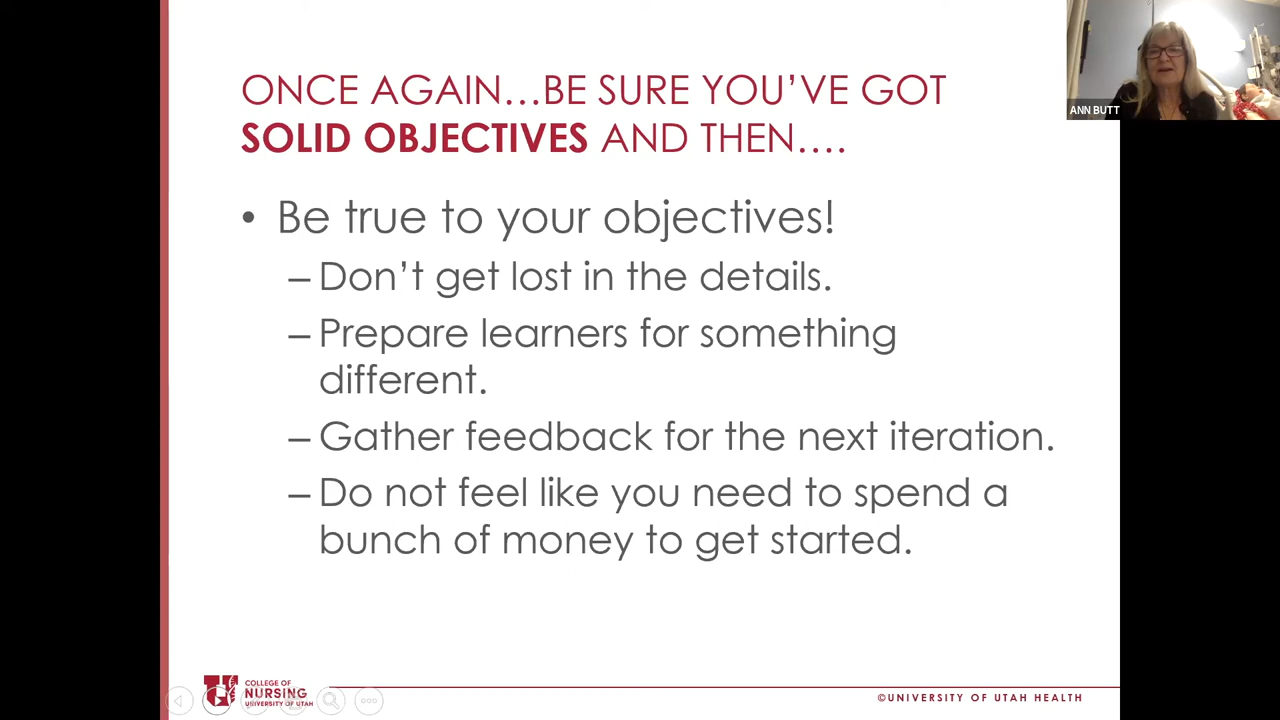 ONCE AGAIN...BE SURE YOU'VE GOT
SOLID OBJECTIVES AND THEN....
• Be true to your objectives!
– Don't get lost in the details.
– Prepare learners for something
different.
– Gather feedback for the next iteration.
– Do not feel like you need to spend a
bunch of money to get started.
ANN BUTT
COLLEGE OF
NURSING
UNIVERSITY OF UTAH
©UNIVERSITY OF UTAH HEALTH